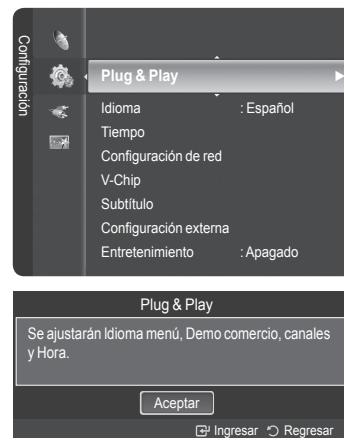 Configuración
Plug & Play
Idioma : Español
Tiempo
Configuración de red
V-Chip
Subtítulo
Configuración externa
Entretenimiento : Apagado
Plug & Play
Se ajustarán Idioma menú, Demo comercio, canales
y Hora.
Aceptar
Ingresar Regresar